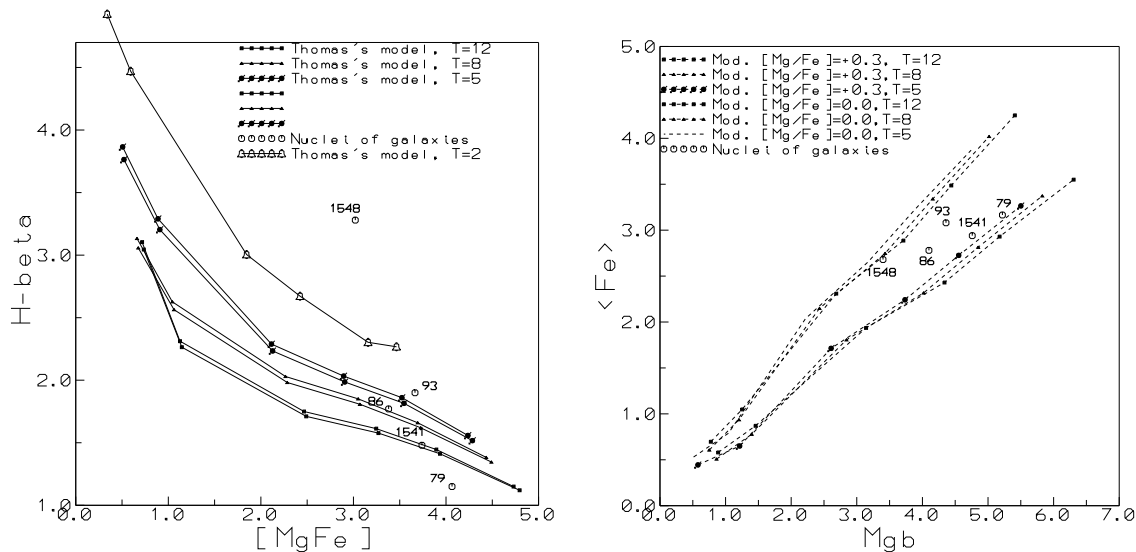 Thomas's model, T=12
Thomas's model, T=8
Thomas's model, T=5
Nuclei of galaxies
Thomas's model, T=2
4.0
3.0
2.0
1.0
H-beta
1548
93
86
1541
79
0.0 1.0 2.0 3.0 4.0 5.0
[MgFe]
5.0
4.0
3.0
2.0
1.0
0.0
<Fe>
Mod. [Mg/Fe]=+0.3, T=12
Mod. [Mg/Fe]=+0.3, T=8
Mod. [Mg/Fe]=+0.3, T=5
Mod. [Mg/Fe]=0.0,T=12
Mod. [Mg/Fe]=0.0,T=8
Mod. [Mg/Fe]=0.0,T=5
Nuclei of galaxies
93
79
1541
86
1548
0.0 1.0 2.0 3.0 4.0 5.0 6.0 7.0
Mgb